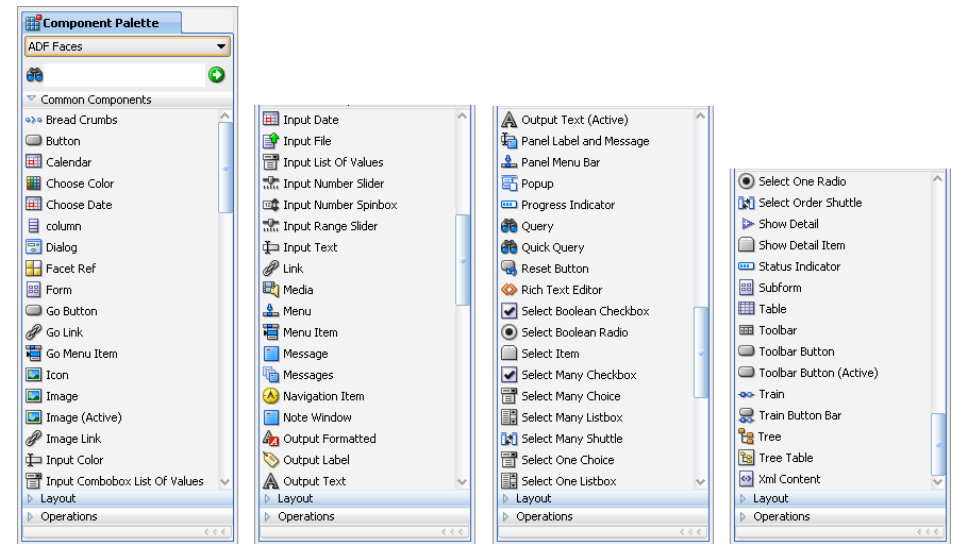 Component Palette
ADF Faces
Common Components
Bread Crumbs
Button
Calendar
Choose Color
Choose Date
column
Dialog
Facet Ref
Form
Go Button
Go Link
Go Menu Item
Icon
Image
Image (Active)
Image Link
Input Color
Input Combobox List Of Values
Layout
Operations
Input Date
Input File
Input List Of Values
Input Number Slider
Input Number Spinbox
Input Range Slider
Input Text
Link
Media
Menu
Menu Item
Message
Messages
Navigation Item
Note Window
Output Formatted
Output Label
Output Text
Layout
Operations
Output Text (Active)
Panel Label and Message
Panel Menu Bar
Popup
Progress Indicator
Query
Quick Query
Reset Button
Rich Text Editor
Select Boolean Checkbox
Select Boolean Radio
Select Item
Select Many Checkbox
Select Many Choice
Select Many Listbox
Select Many Shuttle
Select One Choice
Select One Listbox
Layout
Operations
Select One Radio
Select Order Shuttle
Show Detail
Show Detail Item
Status Indicator
Subform
Table
Toolbar
Toolbar Button
Toolbar Button (Active)
Train
Train Button Bar
Tree
Tree Table
Xml Content
Layout
Operations